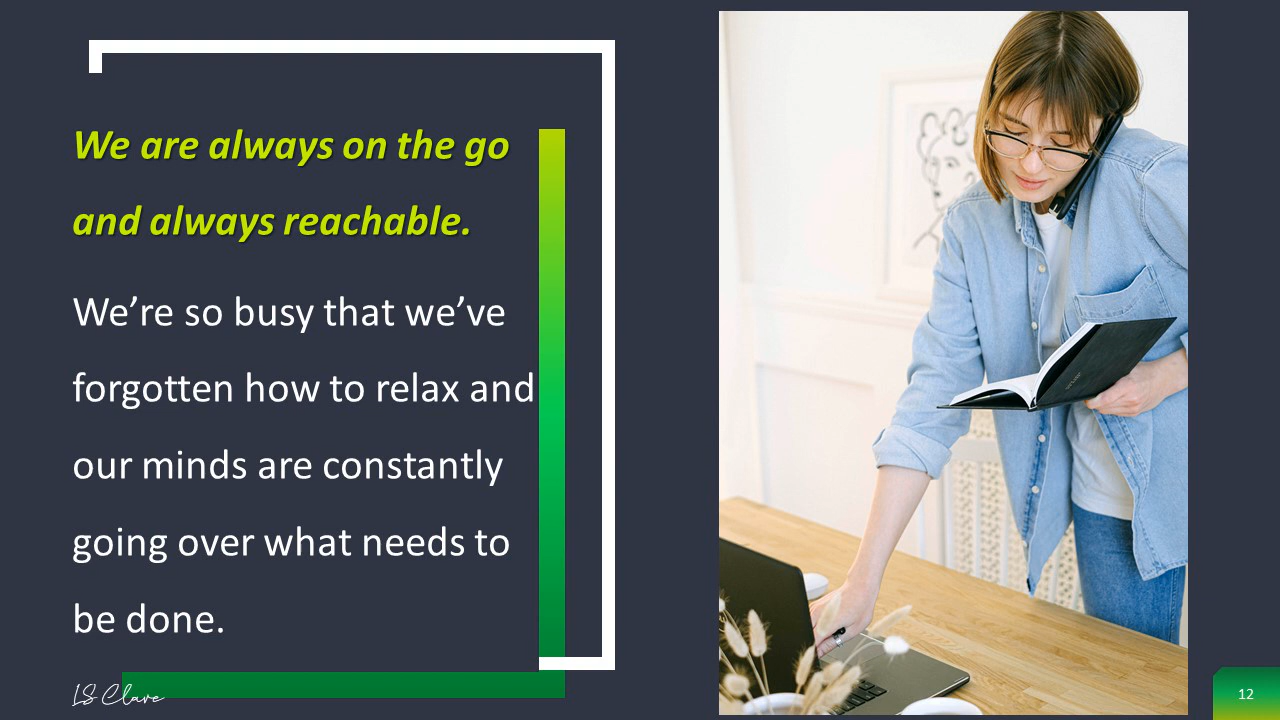 We are always on the go
and always reachable.
We’re so busy that we’ve
forgotten how to relax and
our minds are constantly
going over what needs to
be done.
LS Clave
12